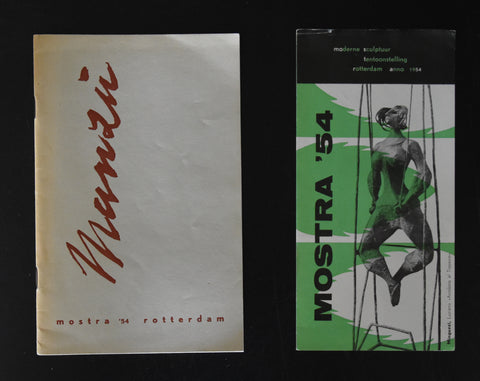 Manzù
mostra '54 rotterdam
moderne sculptuur
tentoonstelling
rotterdam anno 1954
MOSTRA '54